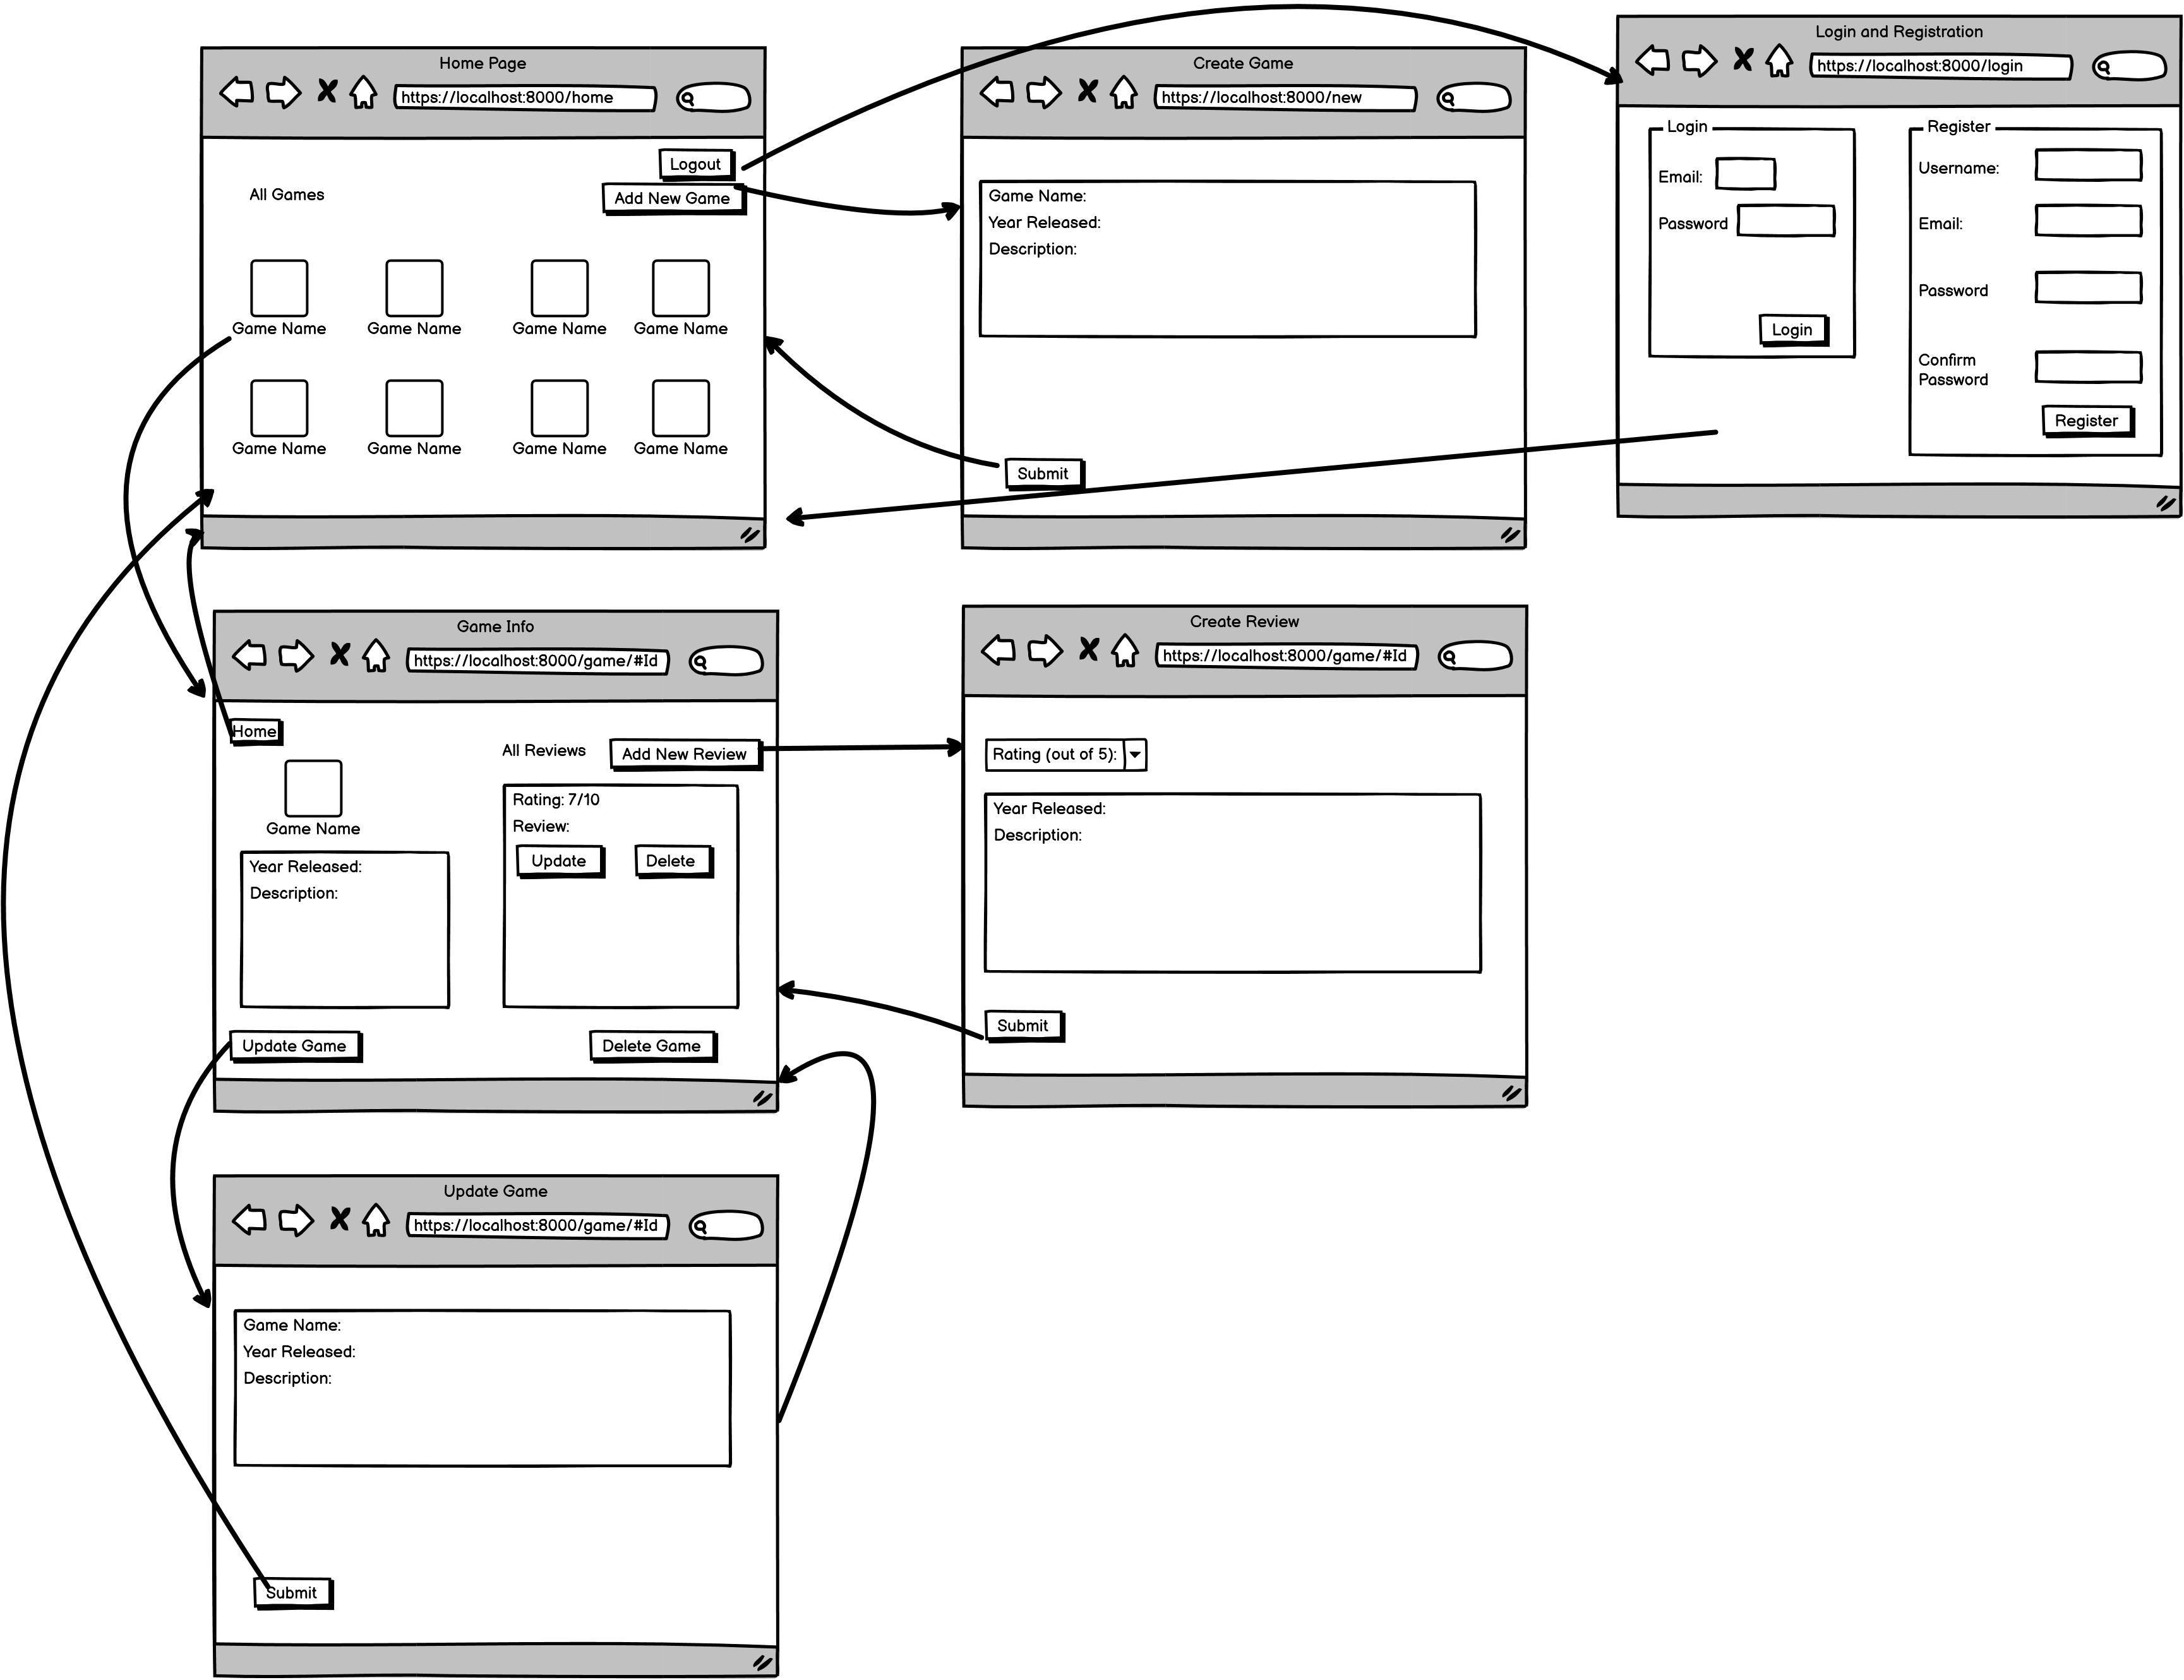 Home Page
https://localhost:8000/home
Logout
All Games
Add New Game
Game Name
Game Name
Game Name
Game Name
Game Name
Game Name
Game Name
Game Name
Create Game
https://localhost:8000/new
Game Name:
Year Released:
Description:
Submit
Login and Registration
https://localhost:8000/login
Login
Email:
Password
Login
Register
Username:
Email:
Password
Confirm
Password
Register
Game Info
https://localhost:8000/game/#Id
Home
Game Name
Year Released:
Description:
All Reviews
Add New Review
Rating: 7/10
Review:
Update
Delete
Update Game
Delete Game
Create Review
https://localhost:8000/game/#Id
Rating (out of 5):
Year Released:
Description:
Submit
Update Game
https://localhost:8000/game/#Id
Game Name:
Year Released:
Description:
Submit